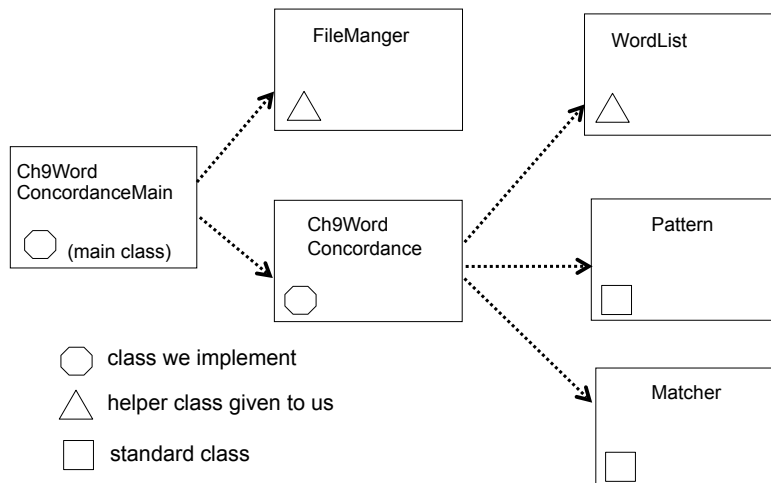 FileManger
WordList
Ch9Word
ConcordanceMain
(main class)
Ch9Word
Concordance
Pattern
Matcher
class we implement
helper class given to us
standard class